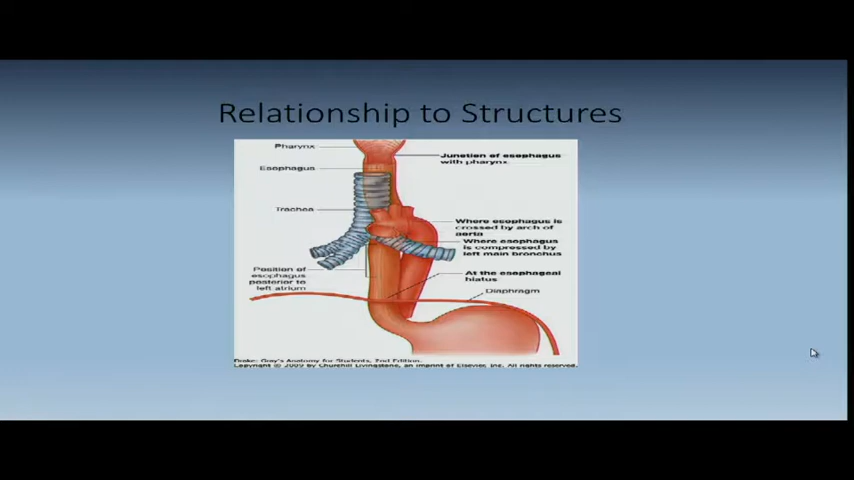 Relationship to Structures
Pharynx
Junction of esophagus
with pharynx
Esophagus
Trachea
Where esophagus is
crossed by arch of
aorta
Where esophagus
is compressed by
left main bronchus
Position of
esophagus
posterior to
left atrium
At the esophageal
hiatus
Diaphragm
Drake: Gray's Anatomy for Students, 2nd Edition.
Copyright © 2009 by Churchill Livingstone, an imprint of Elsevier, Inc. All rights reserved.